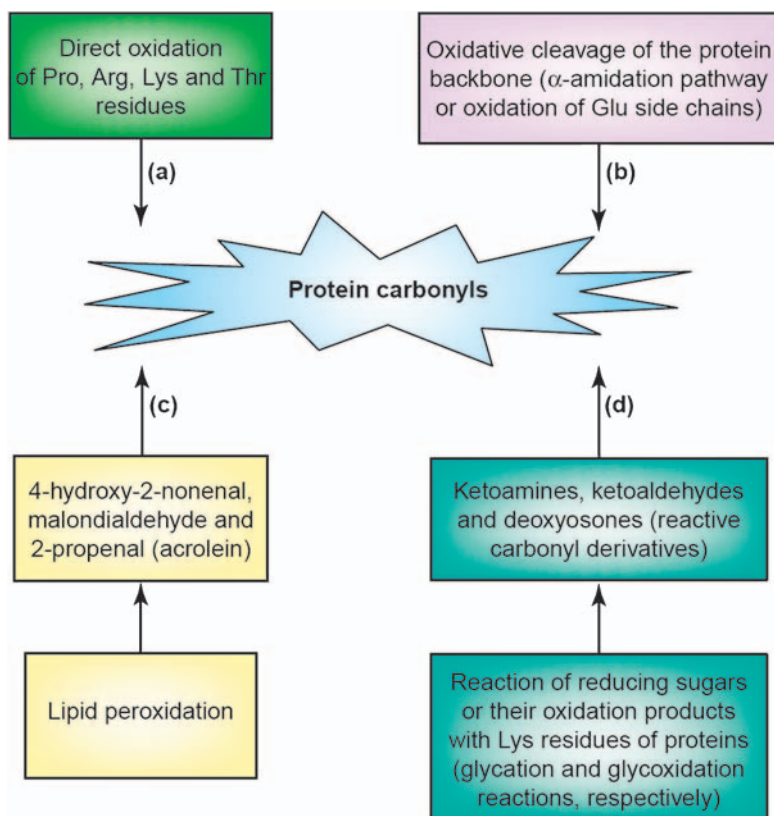 Direct oxidation
of Pro, Arg, Lys and Thr
residues
Oxidative cleavage of the protein
backbone (α-amidation pathway
or oxidation of Glu side chains)
(a)
(b)
Protein carbonyls
(c)
(d)
4-hydroxy-2-nonenal,
malondialdehyde and
2-propenal (acrolein)
Ketoamines, ketoaldehydes
and deoxyosones (reactive
carbonyl derivatives)
Lipid peroxidation
Reaction of reducing sugars
or their oxidation products
with Lys residues of proteins
(glycation and glycoxidation
reactions, respectively)